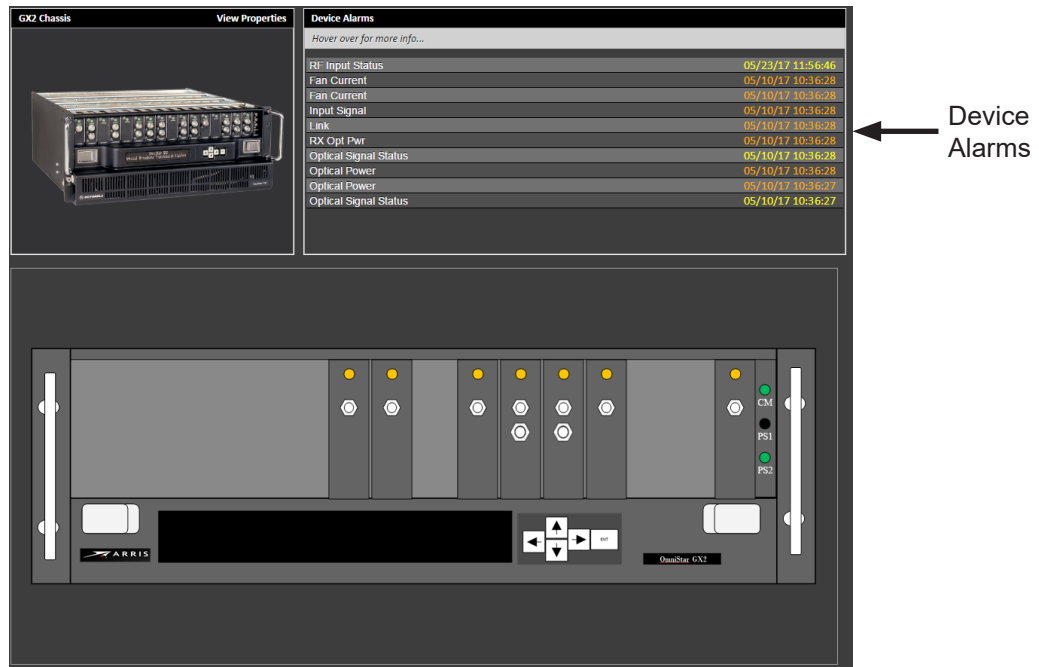 GX2 Chassis View Properties
Device Alarms
Hover over for more info...
RF Input Status 05/23/17 11:56:46
Fan Current 05/10/17 10:36:28
Fan Current 05/10/17 10:36:28
Input Signal 05/10/17 10:36:28
Link 05/10/17 10:36:28
RX Opt Pwr 05/10/17 10:36:28
Optical Signal Status 05/10/17 10:36:28
Optical Power 05/10/17 10:36:28
Optical Power 05/10/17 10:36:27
Optical Signal Status 05/10/17 10:36:27
Device
Alarms
CM
PS1
PS2
ENT
ARRIS
OmniStar GX2